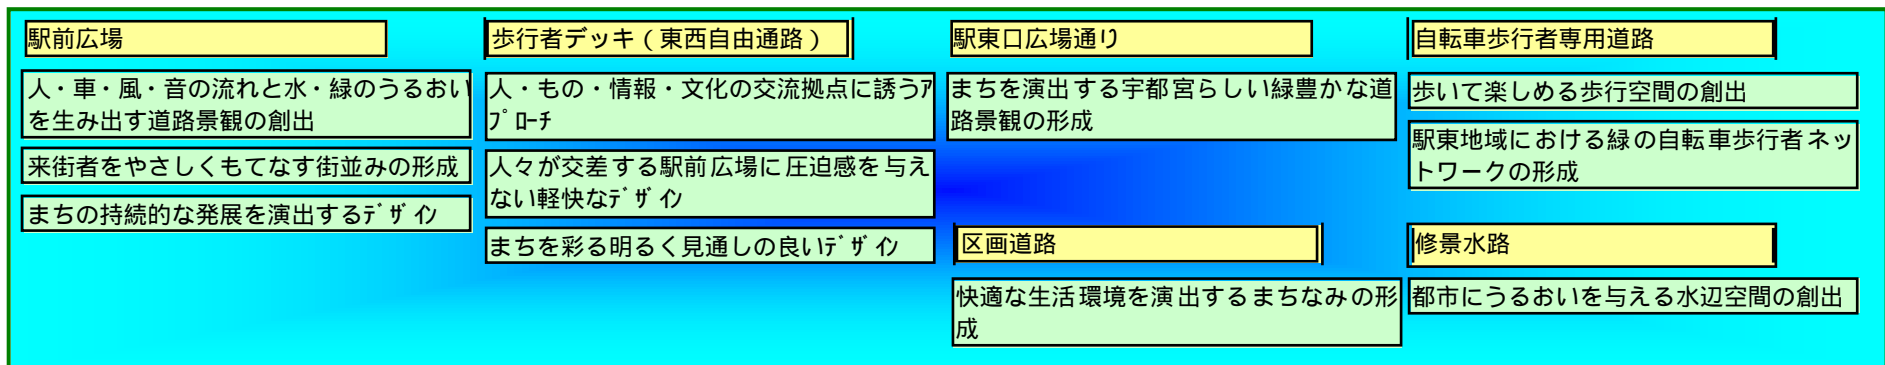 駅前広場
人・車・風・音の流れと水・緑のうるおい
を生み出す道路景観の創出
来街者をやさしくもてなす街並みの形成
まちの持続的な発展を演出するﾃﾞｻﾞｲﾝ
歩行者デッキ（東西自由通路）
人・もの・情報・文化の交流拠点に誘うｱ
ﾌﾟﾛｰﾁ
人々が交差する駅前広場に圧迫感を与え
ない軽快なﾃﾞｻﾞｲﾝ
まちを彩る明るく見通しの良いﾃﾞｻﾞｲﾝ
駅東口広場通り
まちを演出する宇都宮らしい緑豊かな道
路景観の形成
区画道路
快適な生活環境を演出するまちなみの形
成
自転車歩行者専用道路
歩いて楽しめる歩行空間の創出
駅東地域における緑の自転車歩行者ネッ
トワークの形成
修景水路
都市にうるおいを与える水辺空間の創出